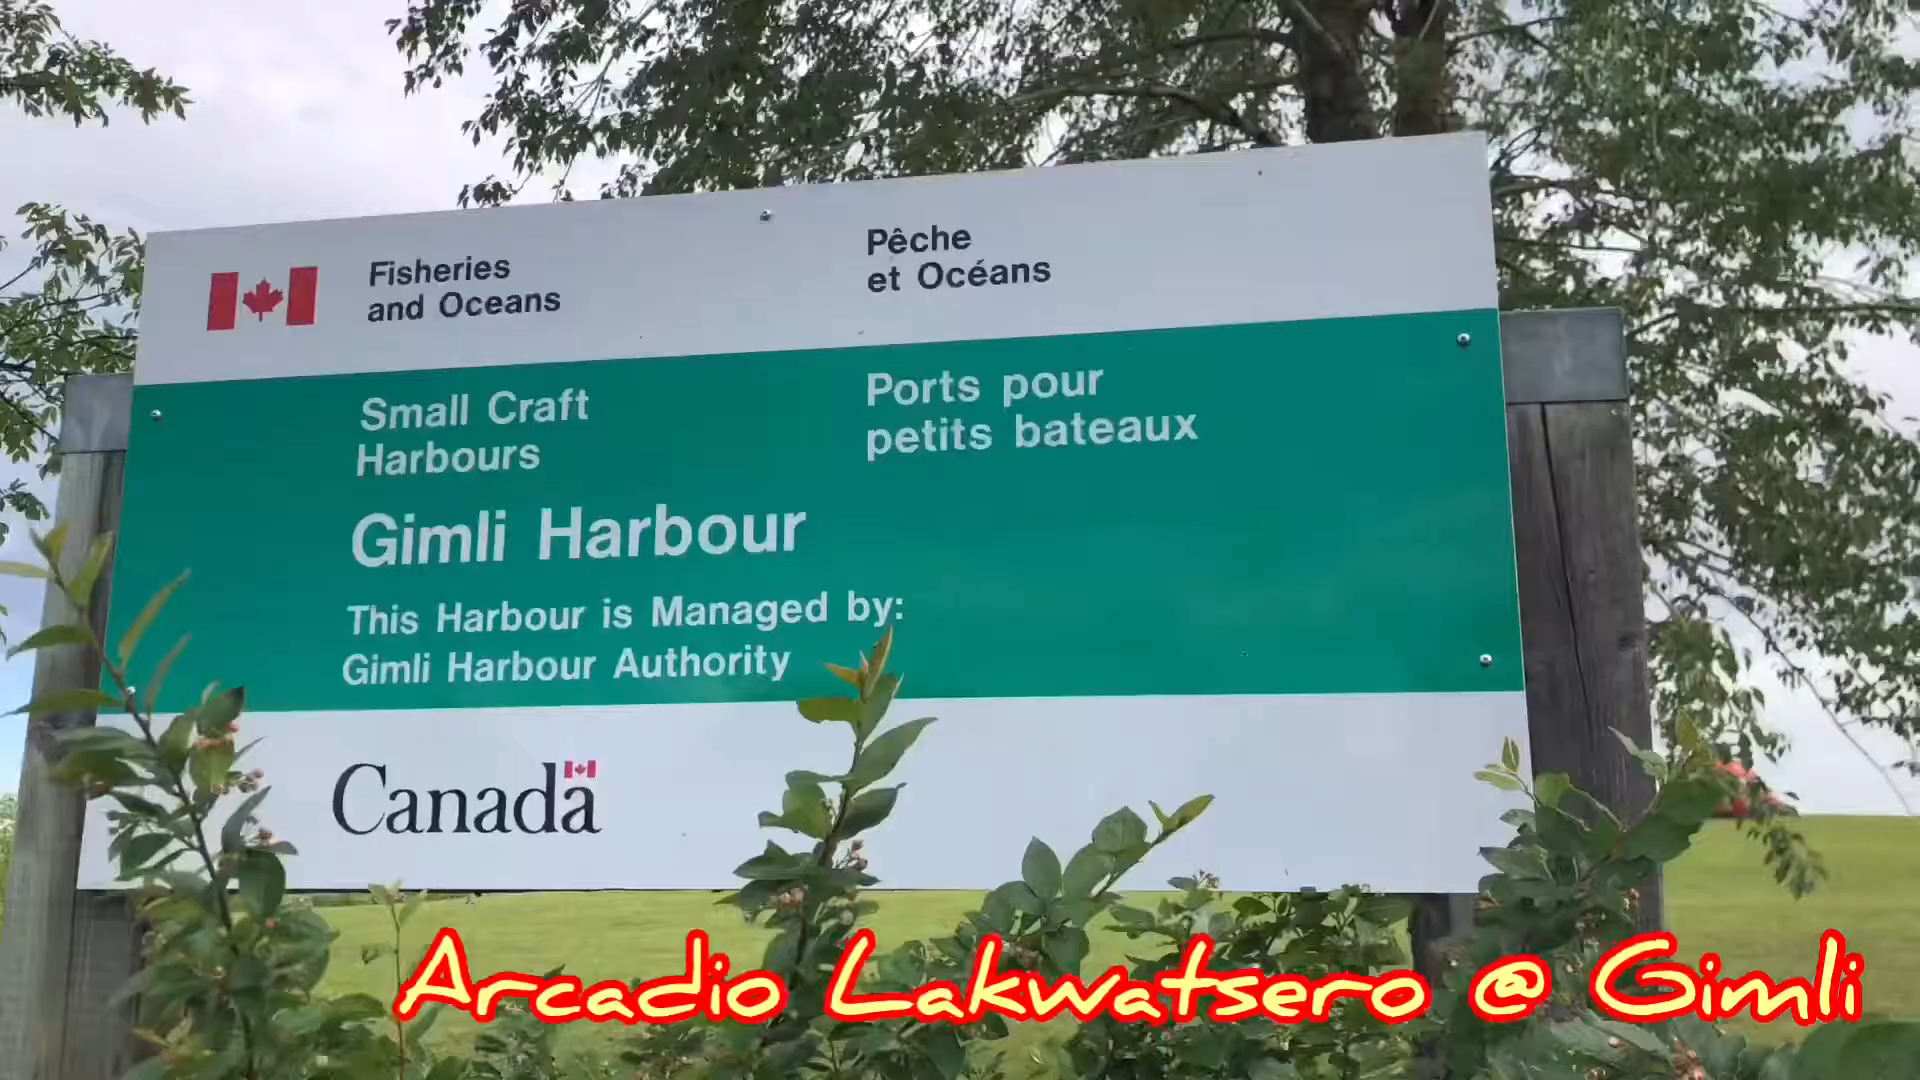 Fisheries
and Oceans
Pêche
et Océans
Small Craft
Harbours
Ports pour
petits bateaux
Gimli Harbour
This Harbour is Managed by:
Gimli Harbour Authority
Canada
Arcadio Lakwatsero @ Gimli